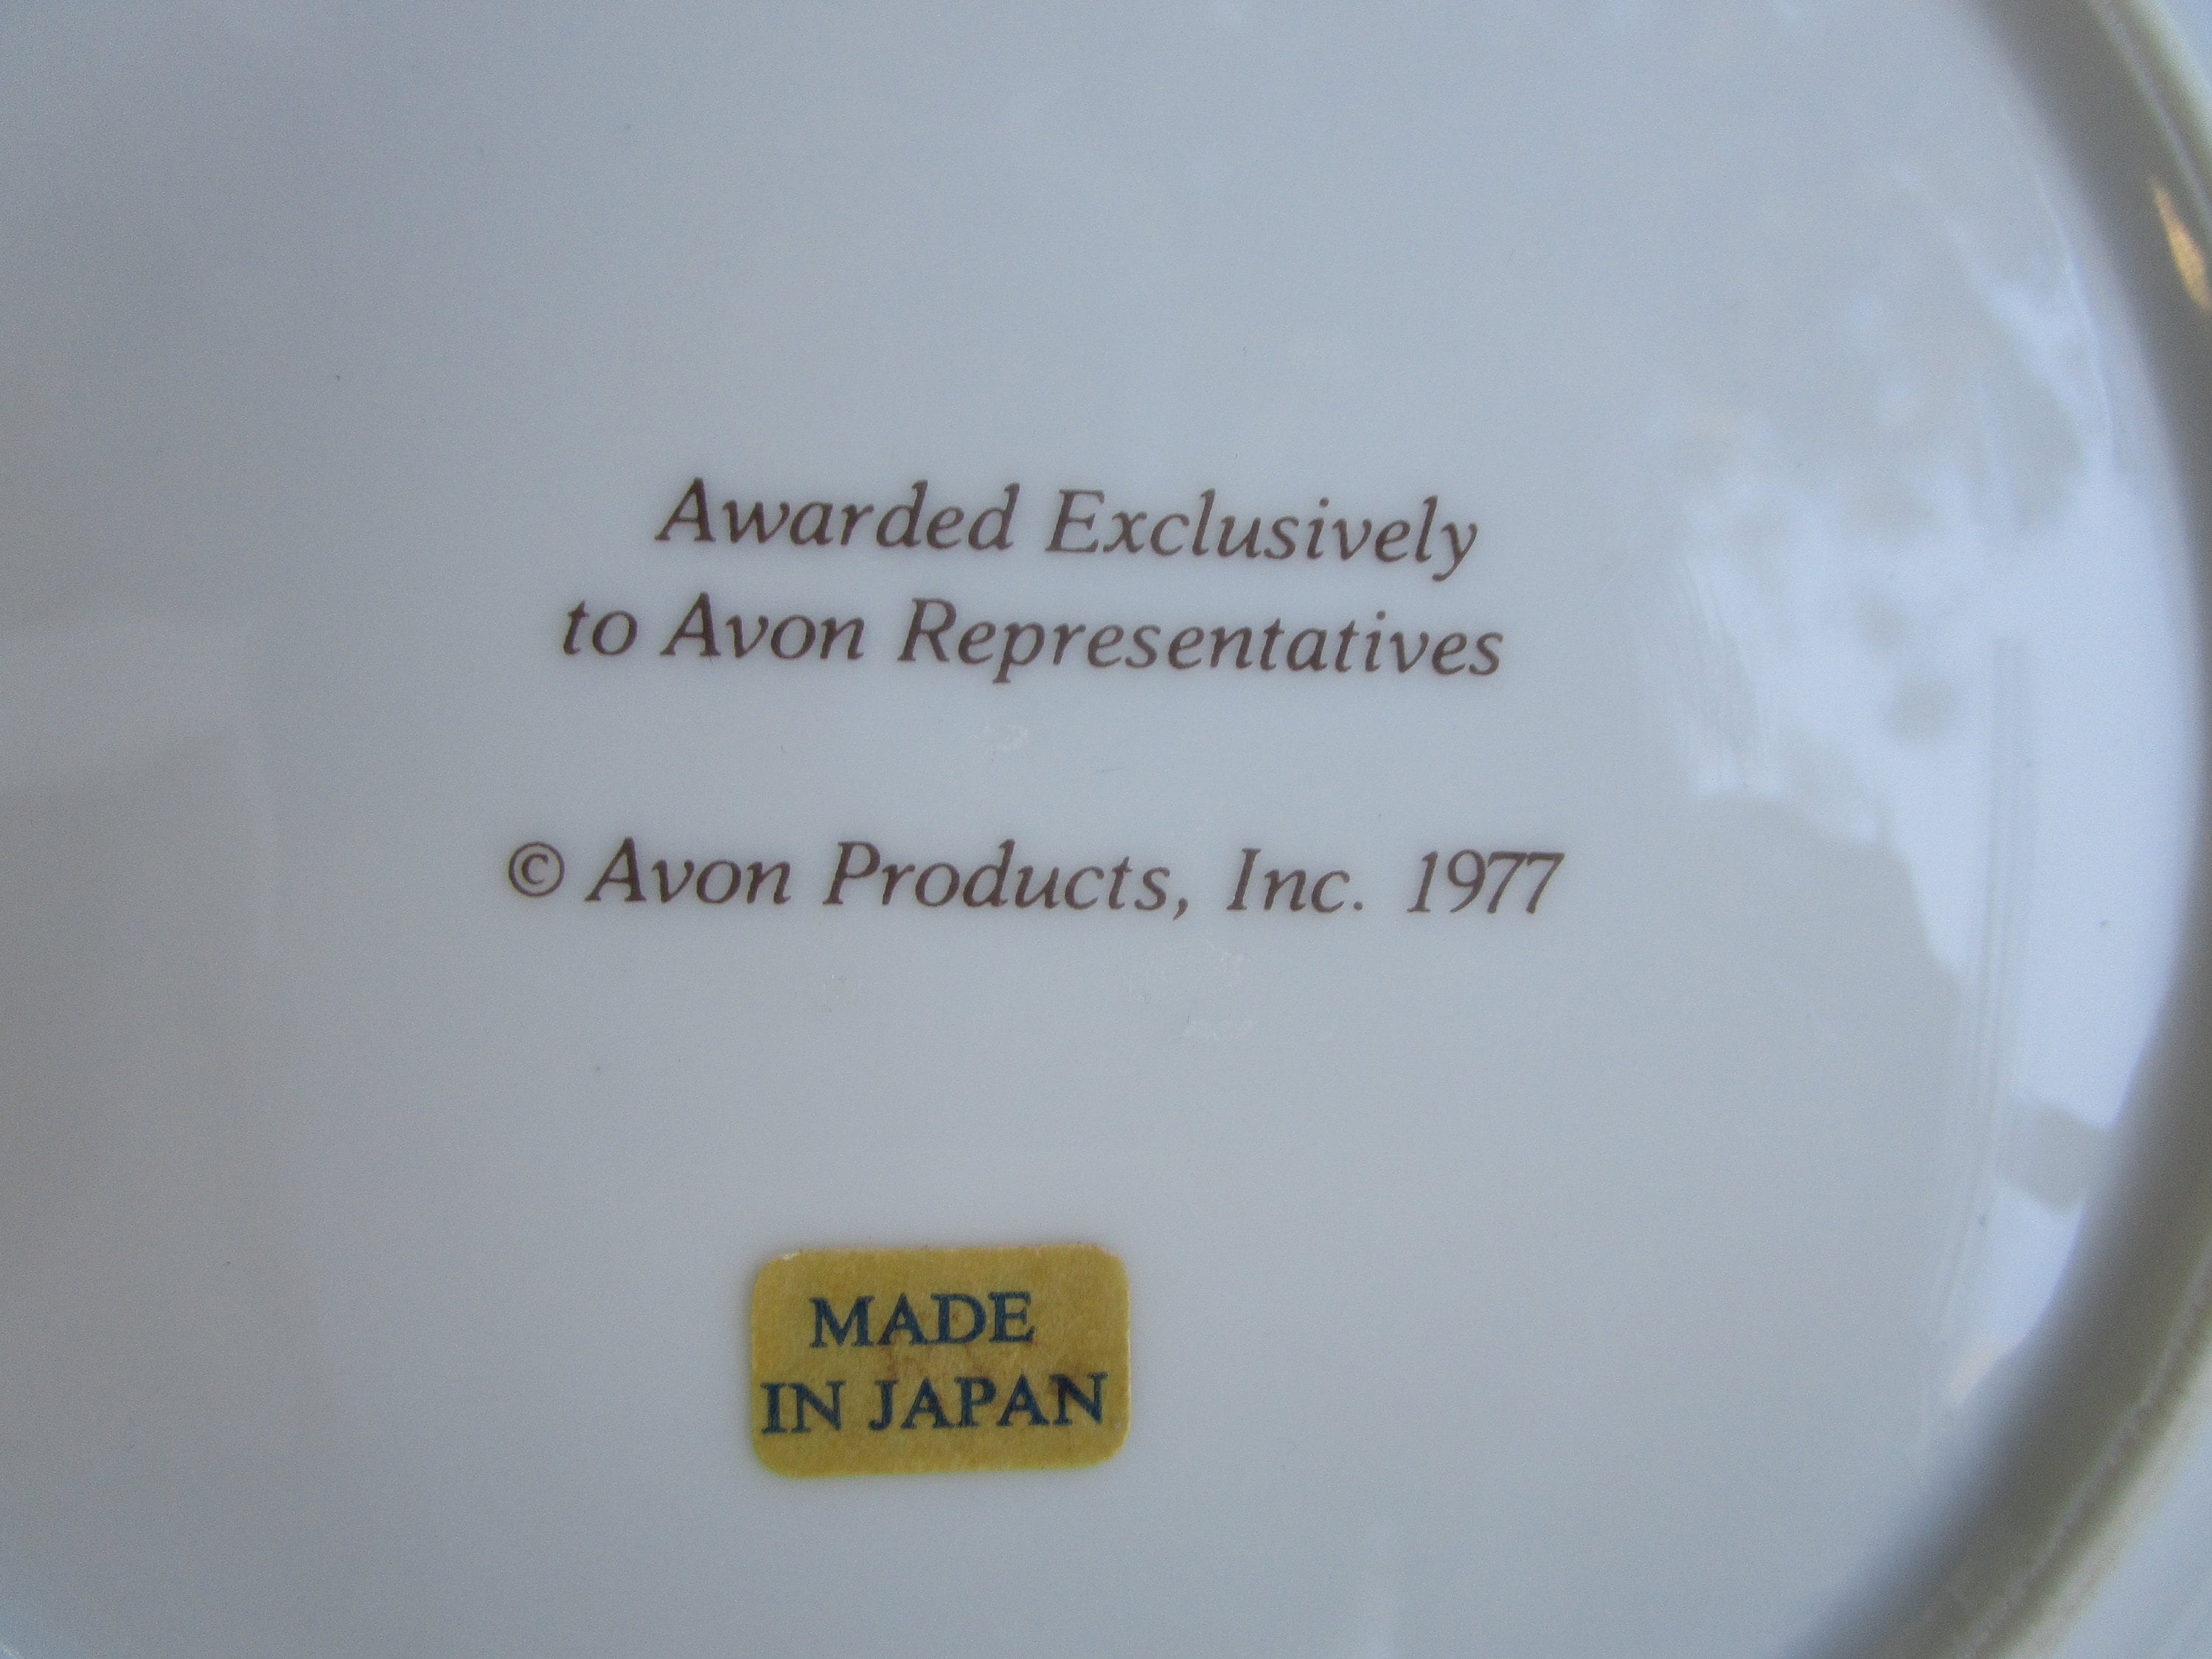 Awarded Exclusively
to Avon Representatives
© Avon Products, Inc. 1977
MADE
IN JAPAN